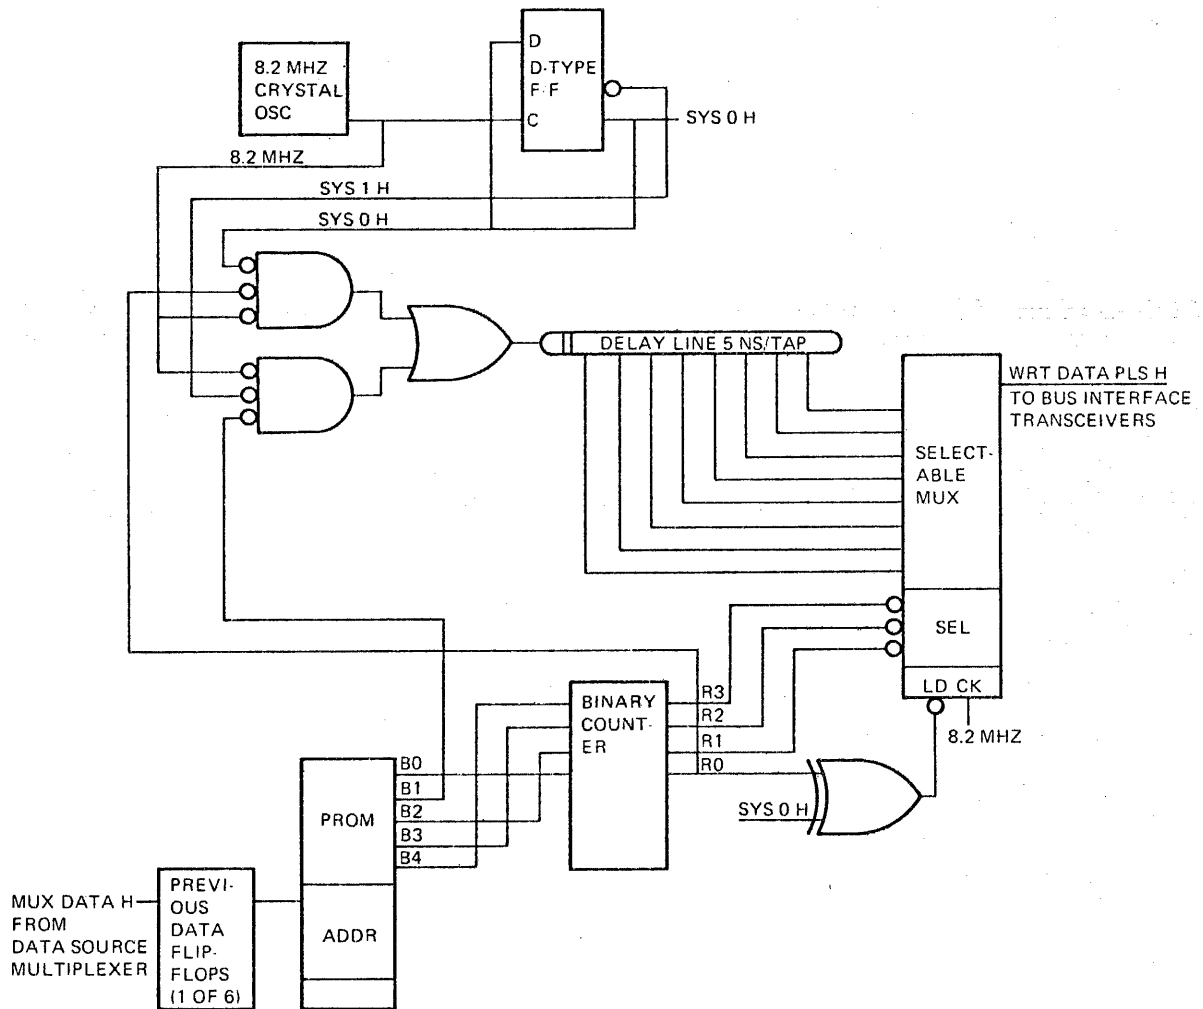 D
D-TYPE
F-F
C
8.2 MHZ
CRYSTAL
OSC
SYS 0 H
8.2 MHZ
SYS 1 H
SYS 0 H
DELAY LINE 5 NS/TAP
WRT DATA PLS H
TO BUS INTERFACE
TRANSCEIVERS
SELECT-
ABLE
MUX
SEL
LD CK
8.2 MHZ
BINARY
COUNT-
ER
R3
R2
R1
R0
SYS 0 H
PROM
B0
B1
B2
B3
B4
ADDR
MUX DATA H
FROM
DATA SOURCE
MULTIPLEXER
PREVI-
OUS
DATA
FLIP-
FLOPS
(1 OF 6)